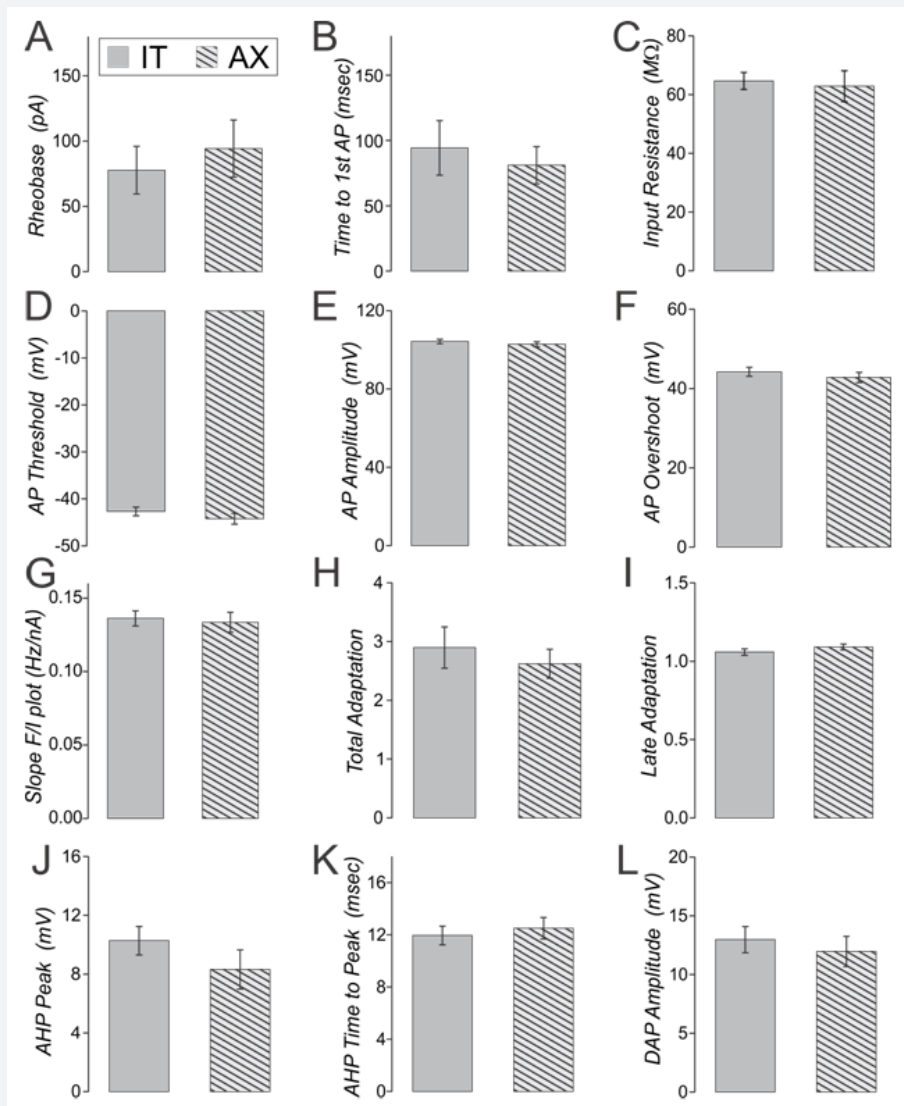 A
IT AX
Rheobase (pA)
150
100
50
0
B
Time to 1st AP (msec)
150
100
50
0
C
Input Resistance (MΩ)
80
60
40
20
0
D
AP Threshold (mV)
0
-10
-20
-30
-40
-50
E
AP Amplitude (mV)
120
80
40
0
F
AP Overshoot (mV)
60
40
20
0
G
Slope F/I plot (Hz/nA)
0.15
0.10
0.05
0.00
H
Total Adaptation
4
3
2
1
0
I
Late Adaptation
1.5
1.0
0.5
0.0
J
AHP Peak (mV)
16
12
8
4
0
K
AHP Time to Peak (msec)
16
12
8
4
0
L
DAP Amplitude (mV)
20
15
10
5
0